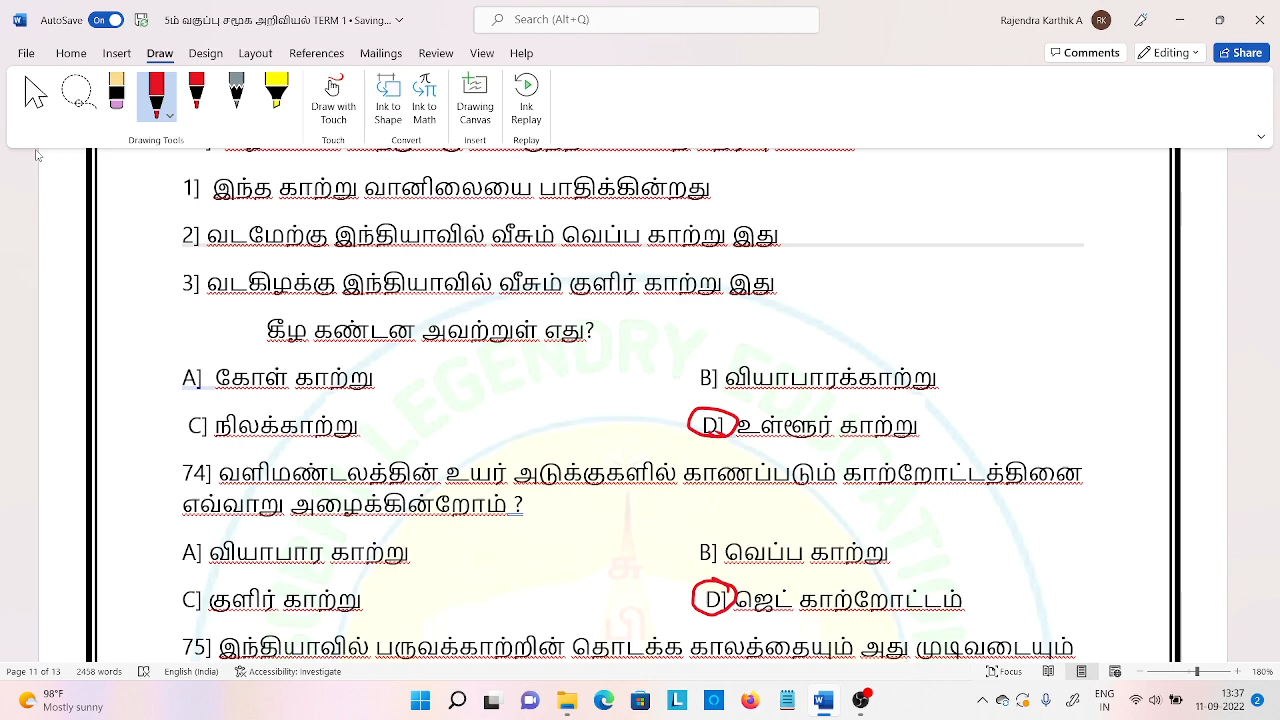 AutoSave On 5ம் வகுப்பு சமூக அறிவியல் TERM 1 • Saving... Search (Alt+Q) Rajendra Karthik A RK
File Home Insert Draw Design Layout References Mailings Review View Help Comments Editing Share
Draw with Touch Ink to Shape Ink to Math Drawing Canvas Ink Replay
Drawing Tools Touch Convert Insert Replay
1] இந்த காற்று வானிலையை பாதிக்கின்றது
2] வடமேற்கு இந்தியாவில் வீசும் வெப்ப காற்று இது
3] வடகிழக்கு இந்தியாவில் வீசும் குளிர் காற்று இது
கீழ கண்டன அவற்றுள் எது?
A] கோள் காற்று B] வியாபாரக்காற்று
C] நிலக்காற்று D] உள்ளூர் காற்று
74] வளிமண்டலத்தின் உயர் அடுக்குகளில் காணப்படும் காற்றோட்டத்தினை
எவ்வாறு அழைக்கின்றோம் ?
A] வியாபார காற்று B] வெப்ப காற்று
C] குளிர் காற்று D] ஜெட் காற்றோட்டம்
75] இந்தியாவில் பருவக்காற்றின் தொடக்க காலத்தையும் அது முடிவடையும்
LEGENDRY EDUCATION
சு
பி
Page 11 of 13 2458 words English (India) Accessibility: Investigate Focus 180%
98°F
Mostly sunny
ENG
IN
13:37
11-09-2022 2